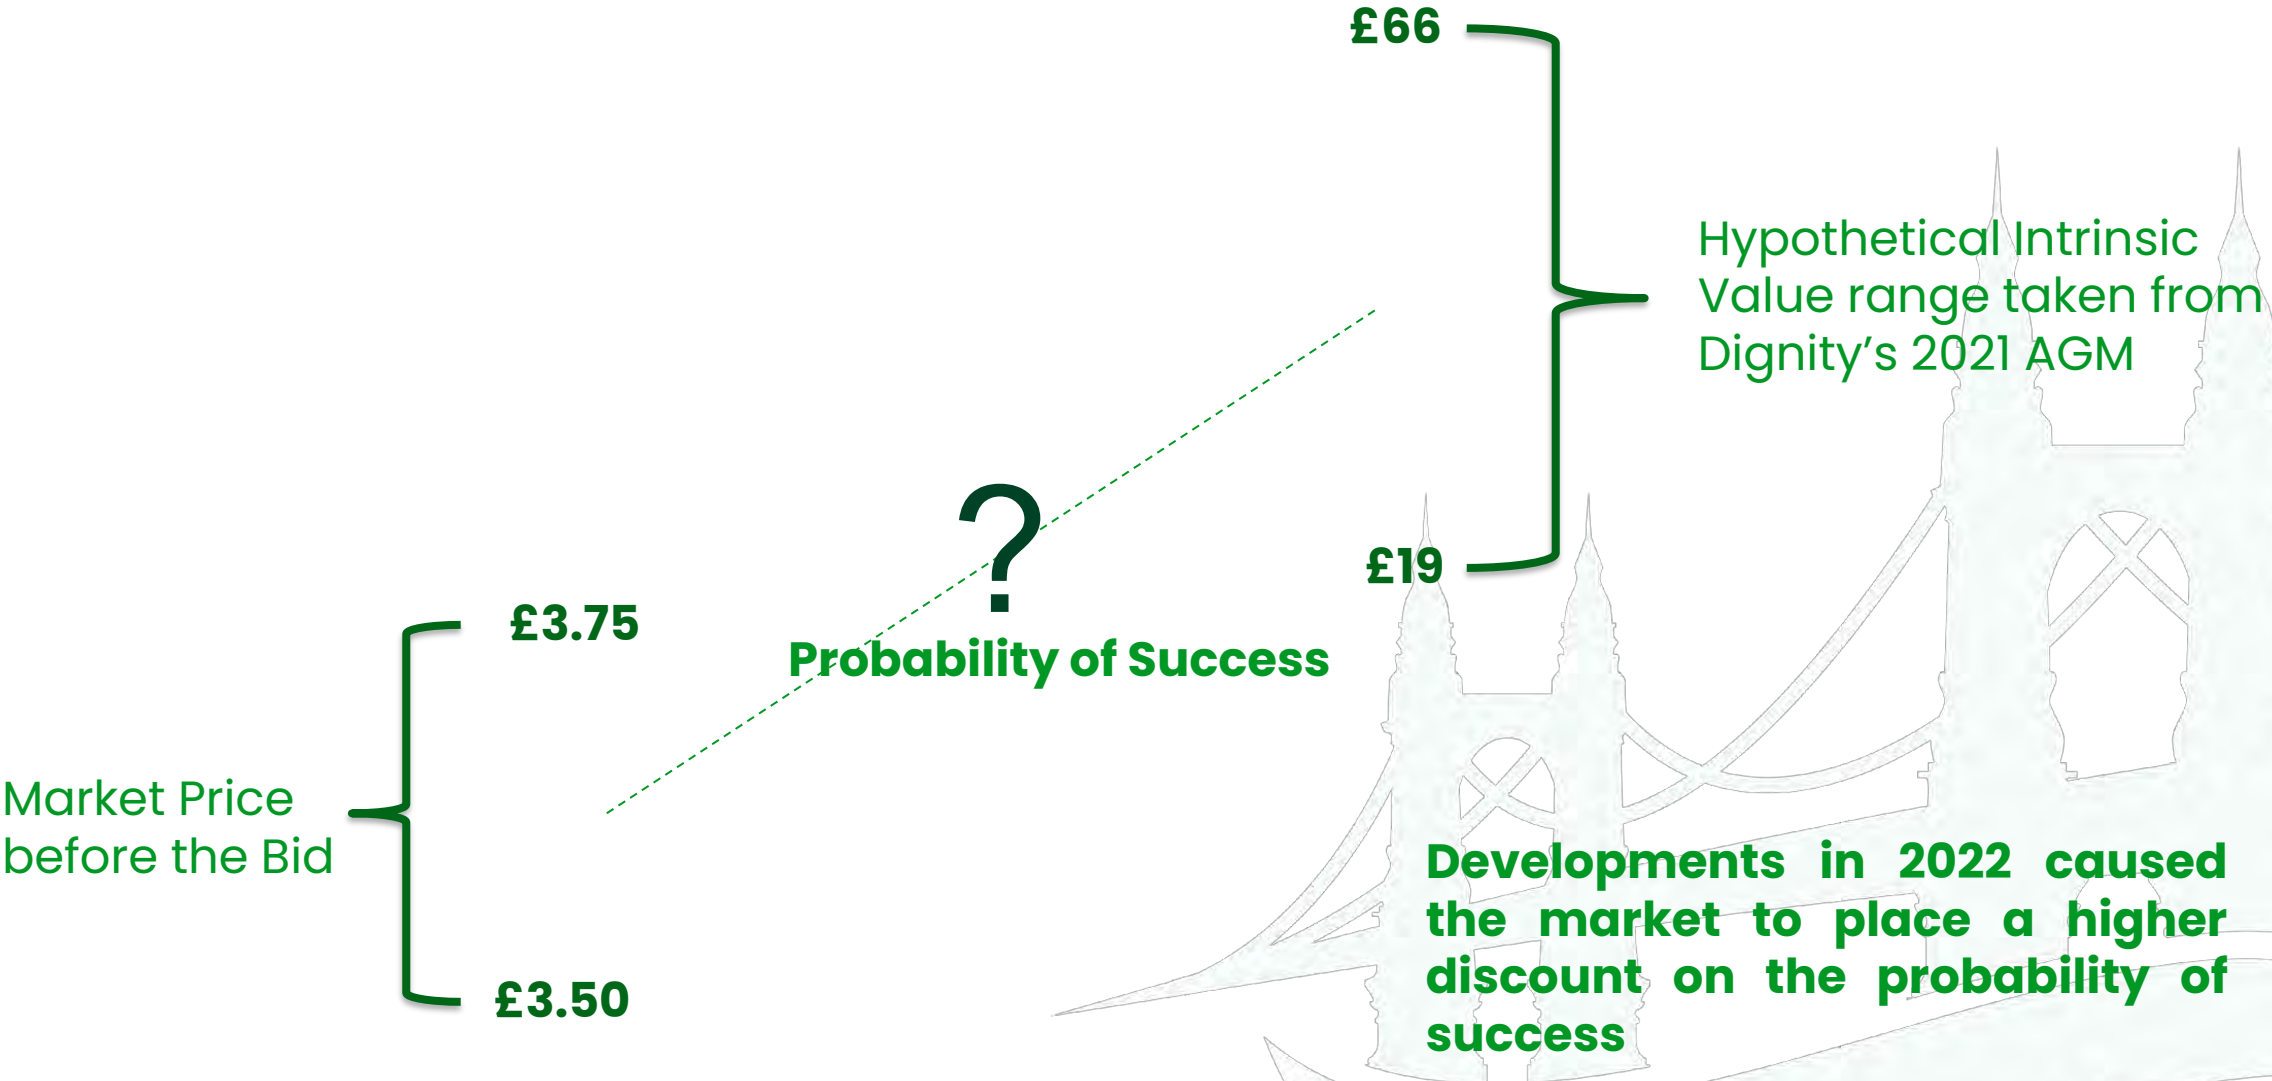 £66
Hypothetical Intrinsic
Value range taken from
Dignity’s 2021 AGM
?
£19
£3.75
Probability of Success
Market Price
before the Bid
£3.50
Developments in 2022 caused
the market to place a higher
discount on the probability of
success